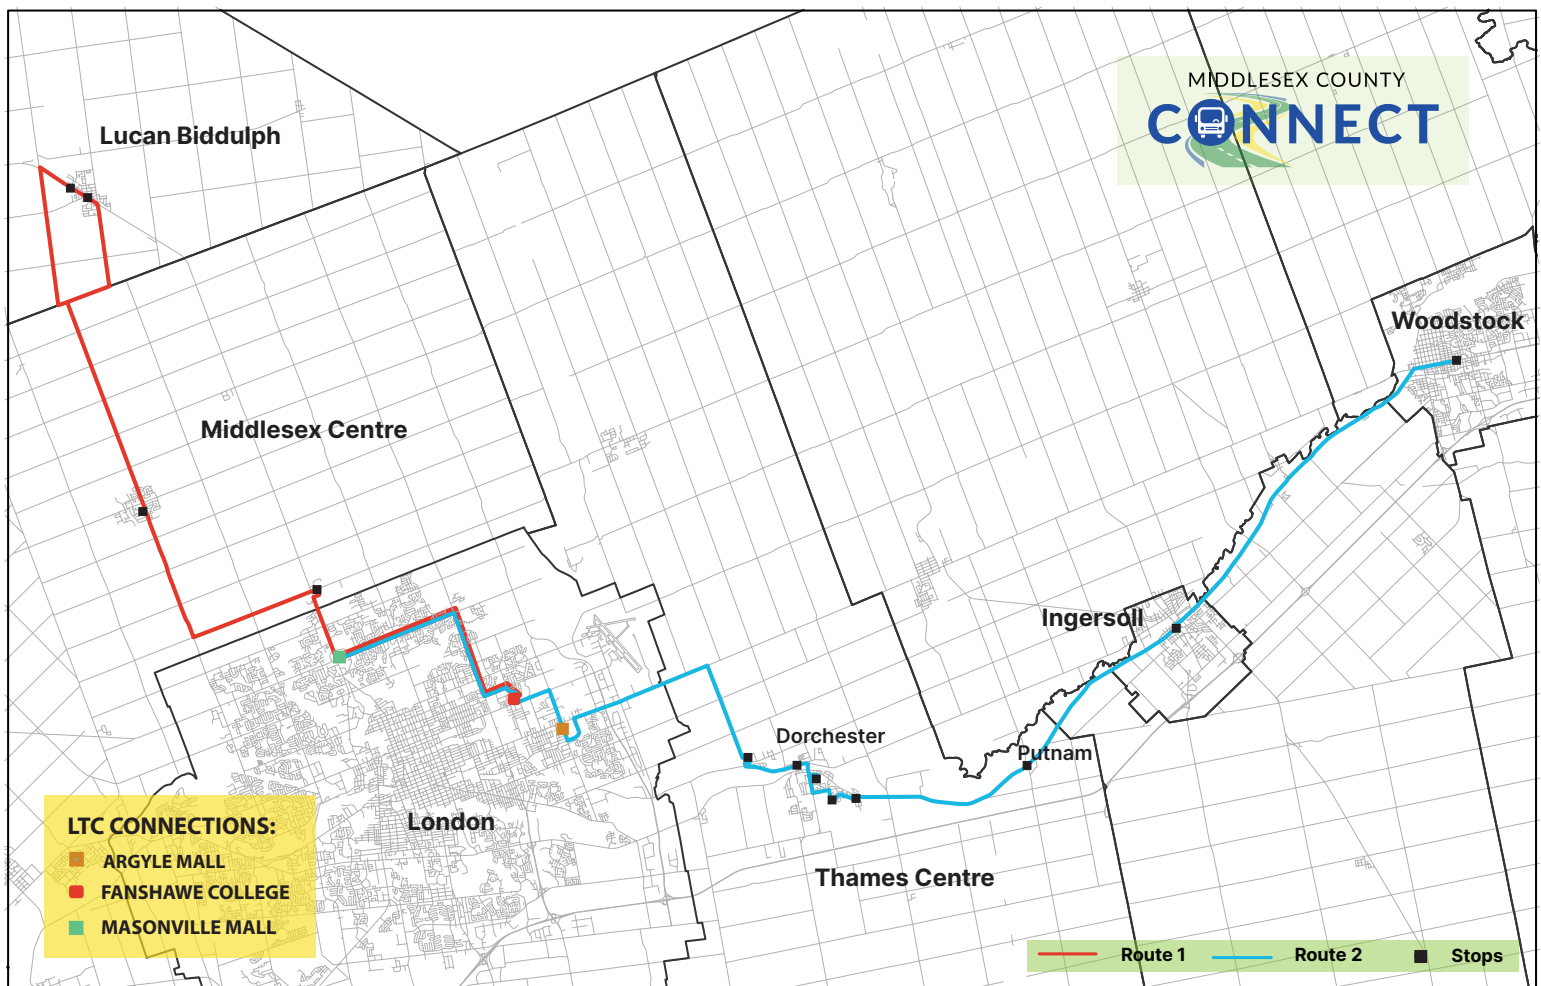 MIDDLESEX COUNTY
CONNECT
Lucan Biddulph
Woodstock
Middlesex Centre
Ingersoll
Dorchester
Putnam
London
Thames Centre
LTC CONNECTIONS:
ARGYLE MALL
FANSHAWE COLLEGE
MASONVILLE MALL
Route 1 Route 2 Stops